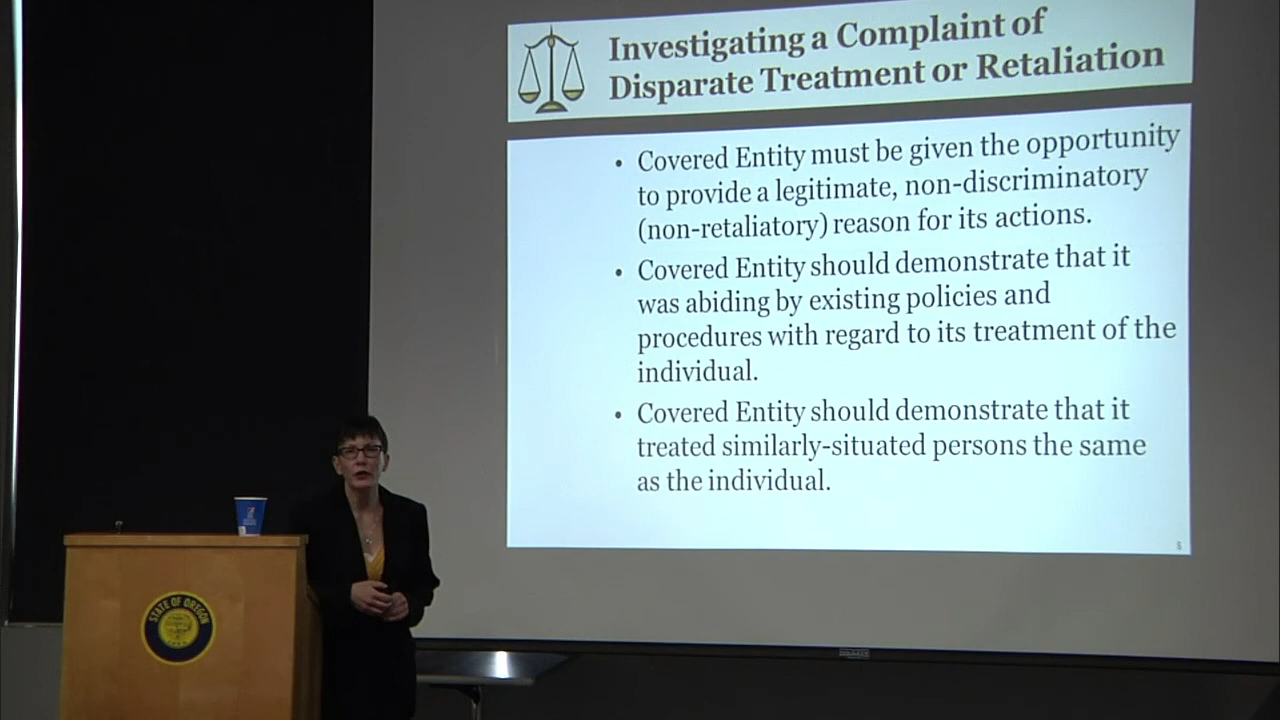 Investigating a Complaint of
Disparate Treatment or Retaliation
• Covered Entity must be given the opportunity
to provide a legitimate, non-discriminatory
(non-retaliatory) reason for its actions.
• Covered Entity should demonstrate that it
was abiding by existing policies and
procedures with regard to its treatment of the
individual.
• Covered Entity should demonstrate that it
treated similarly-situated persons the same
as the individual.
STATE OF OREGON